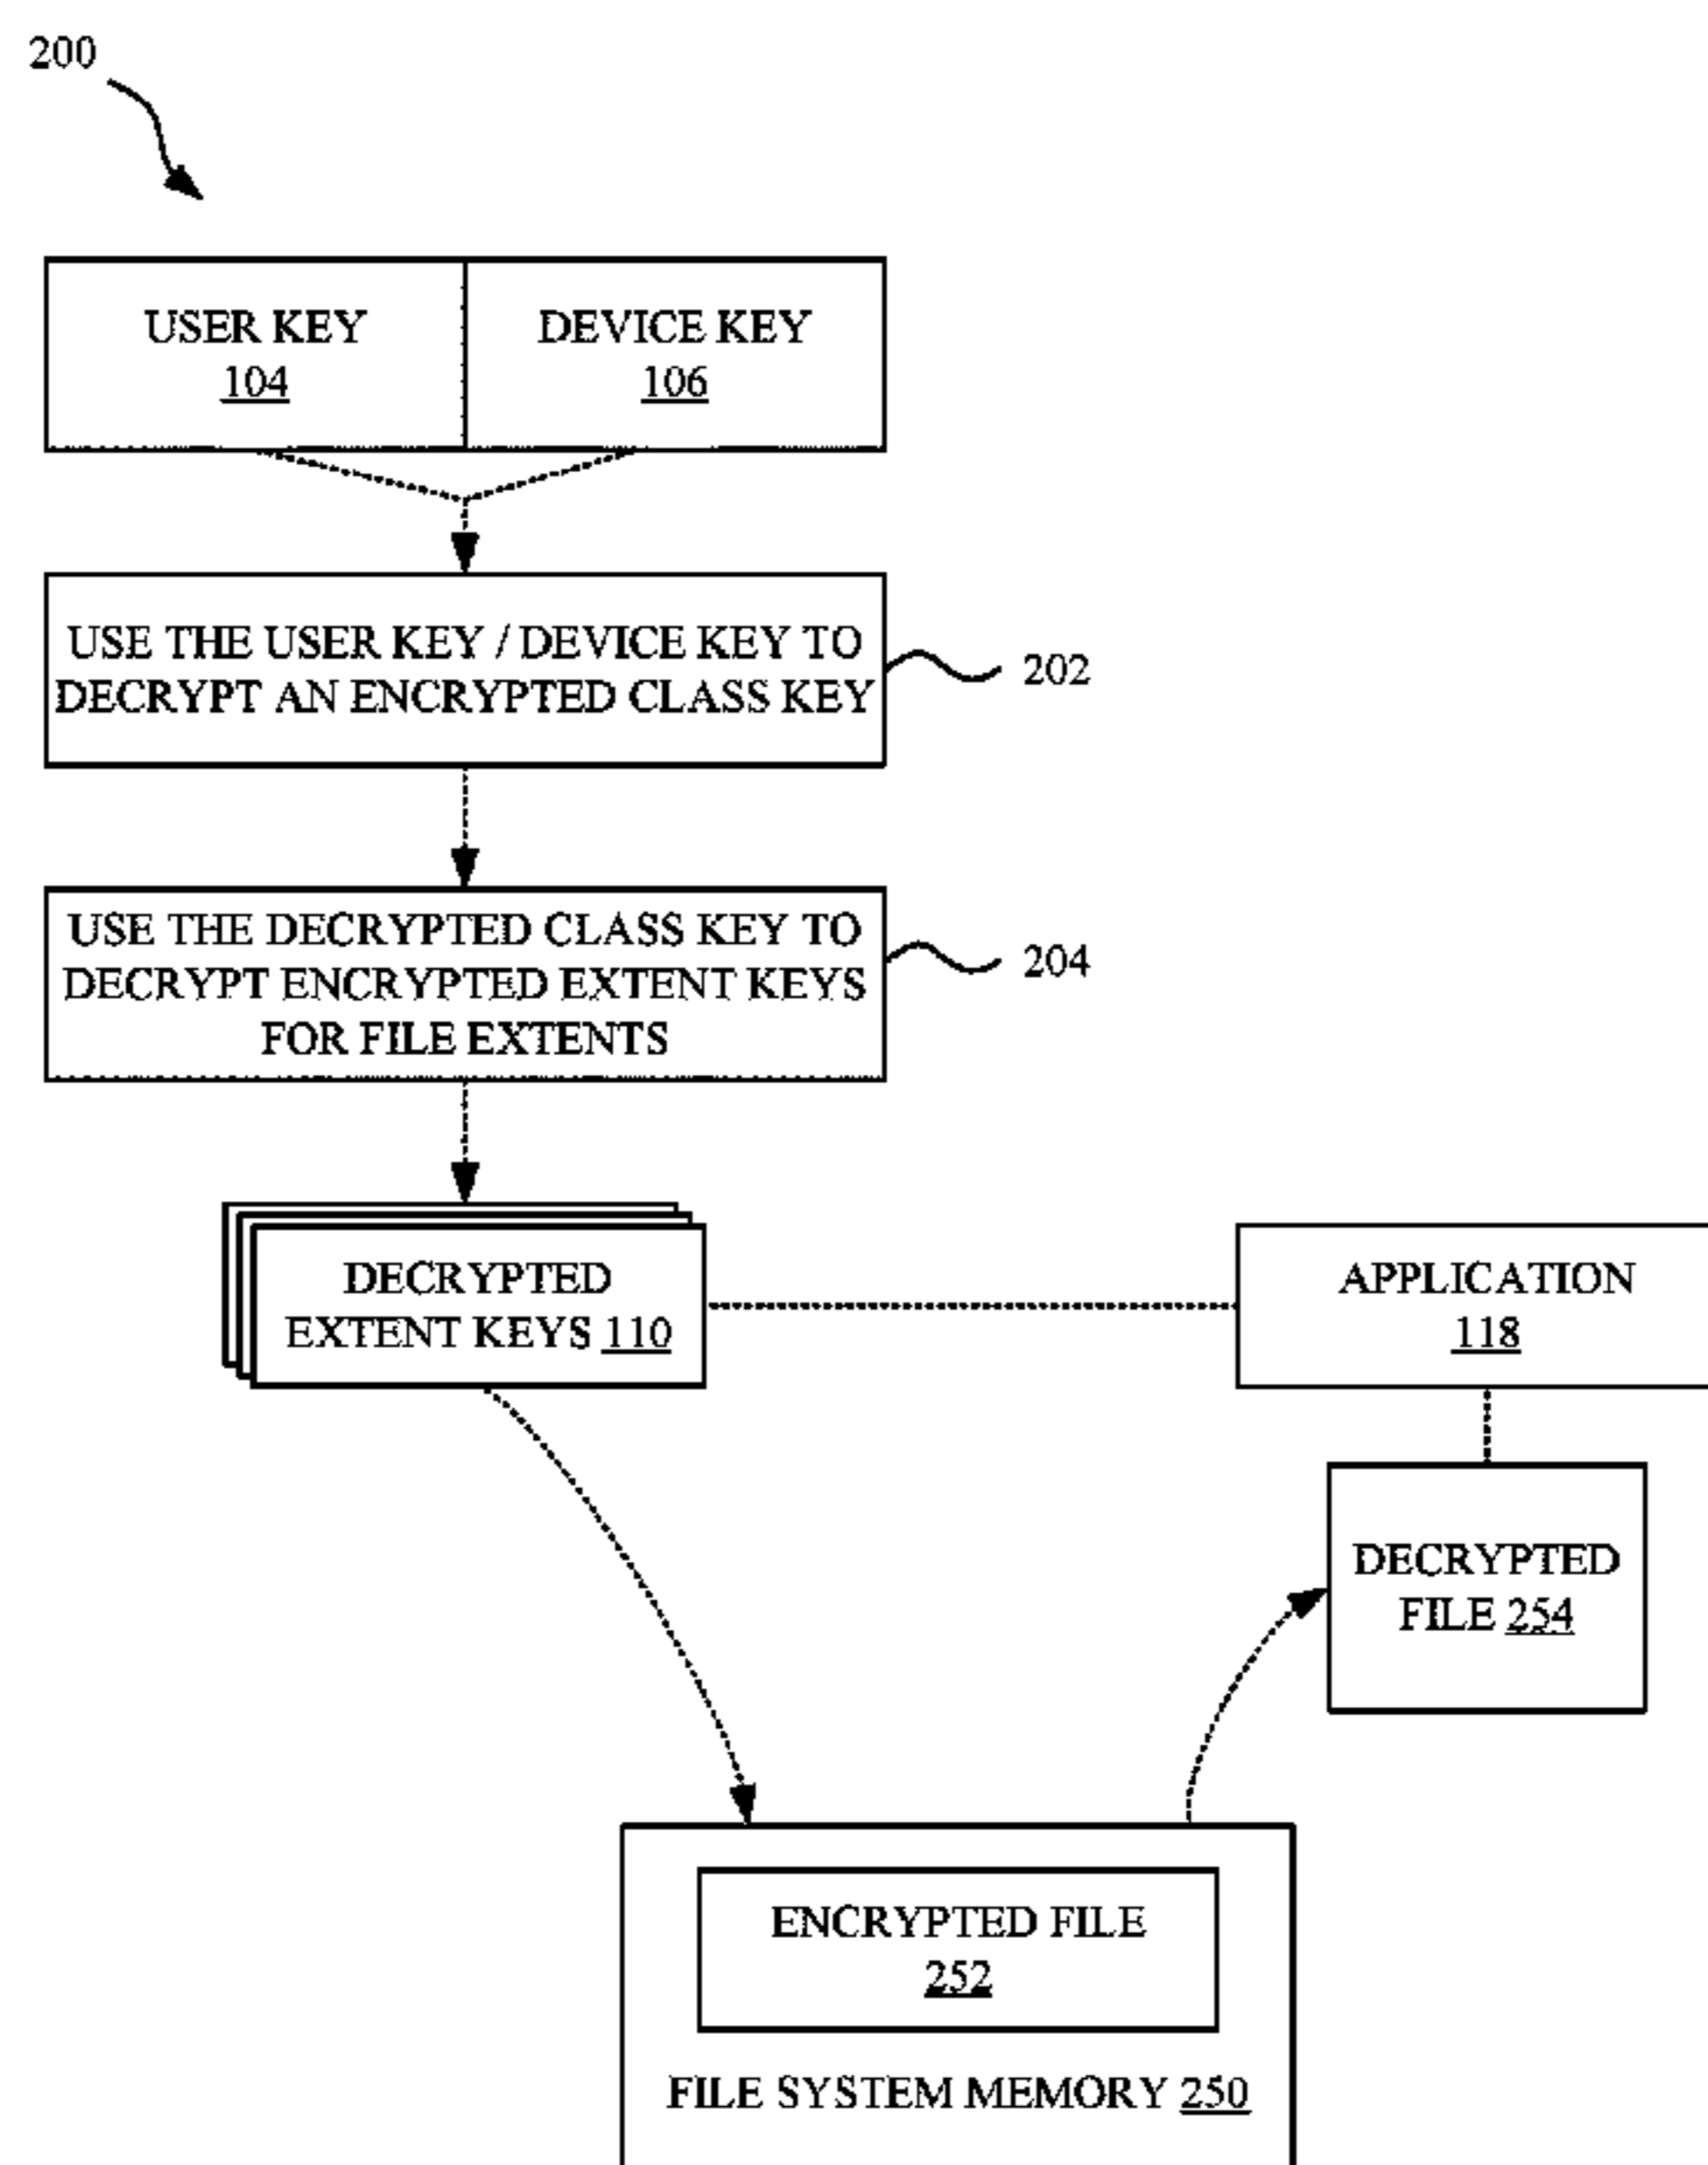 200
USER KEY
104
DEVICE KEY
106
USE THE USER KEY / DEVICE KEY TO
DECRYPT AN ENCRYPTED CLASS KEY
202
USE THE DECRYPTED CLASS KEY TO
DECRYPT ENCRYPTED EXTENT KEYS
FOR FILE EXTENTS
204
DECRYPTED
EXTENT KEYS 110
APPLICATION
118
DECRYPTED
FILE 254
ENCRYPTED FILE
252
FILE SYSTEM MEMORY 250